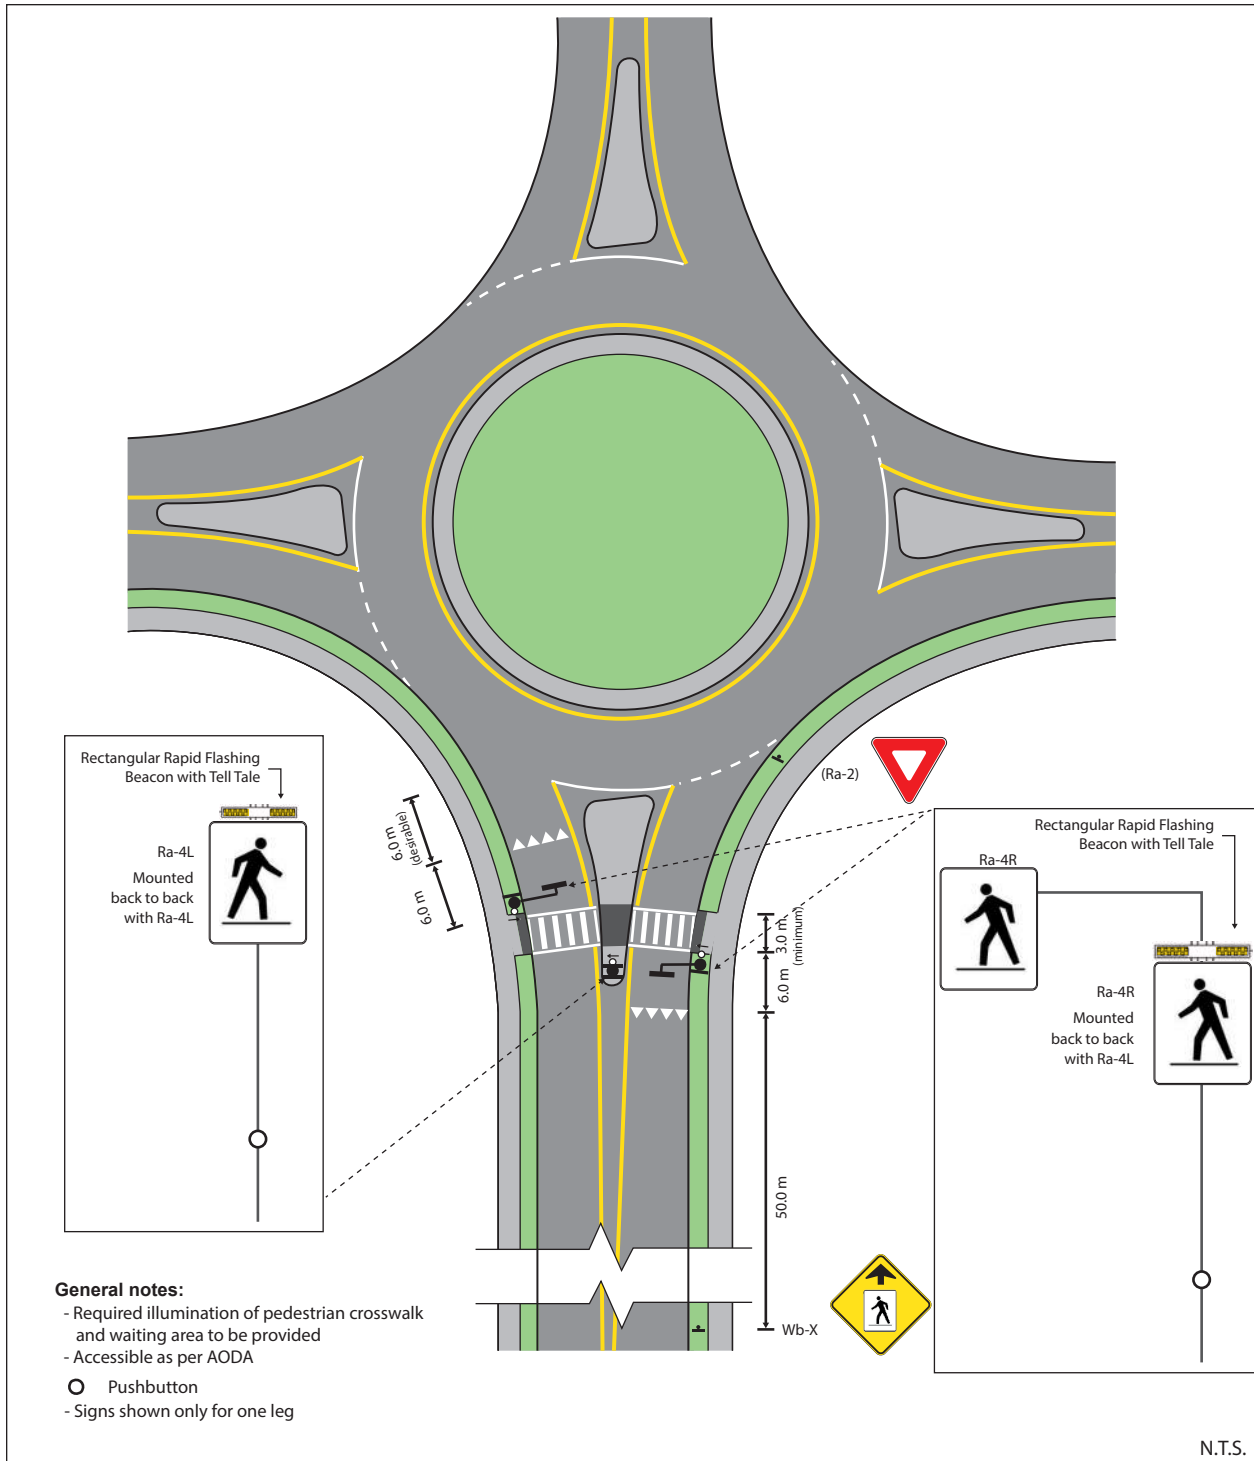 (Ra-2)
Rectangular Rapid Flashing
Beacon with Tell Tale
Ra-4L
Mounted
back to back
with Ra-4L
6.0 m
(desirable)
6.0 m
3.0 m
(minimum)
6.0 m
50.0 m
Wb-X
Rectangular Rapid Flashing
Beacon with Tell Tale
Ra-4R
Ra-4R
Mounted
back to back
with Ra-4L
General notes:
- Required illumination of pedestrian crosswalk
and waiting area to be provided
- Accessible as per AODA
Pushbutton
- Signs shown only for one leg
N.T.S.